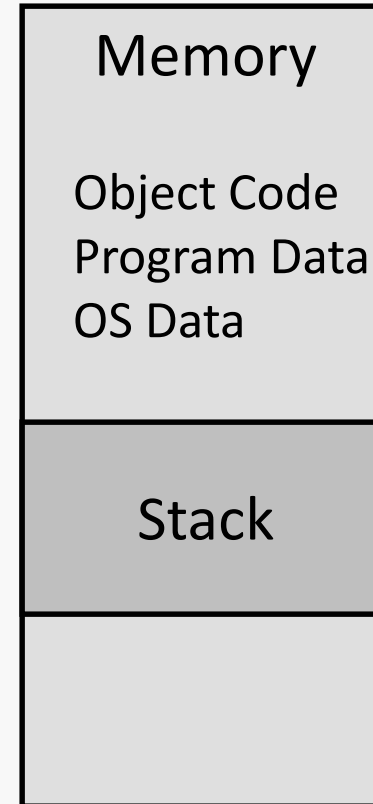 Memory
Object Code
Program Data
OS Data
Stack